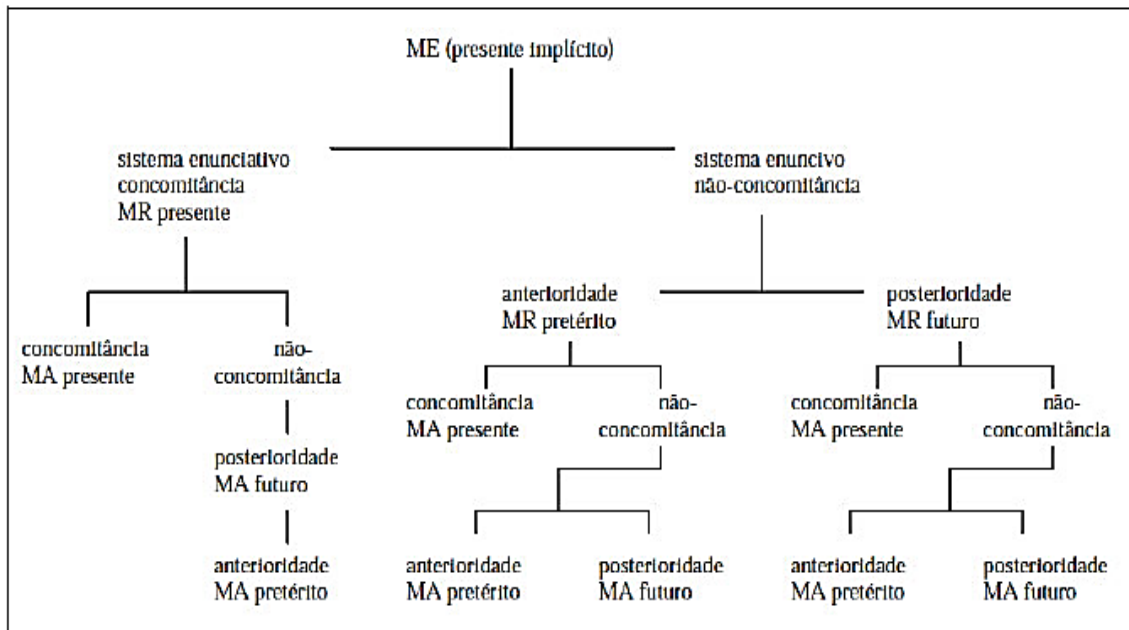 ME (presente implícito)
sistema enunciativo
concomitância
MR presente
sistema enuncivo
não-concomitância
anterioridade
MR pretérito
posterioridade
MR futuro
concomitância
MA presente
não-
concomitância
concomitância
MA presente
não-
concomitância
concomitância
MA presente
não-
concomitância
posterioridade
MA futuro
anterioridade
MA pretérito
anterioridade
MA pretérito
posterioridade
MA futuro
anterioridade
MA pretérito
posterioridade
MA futuro